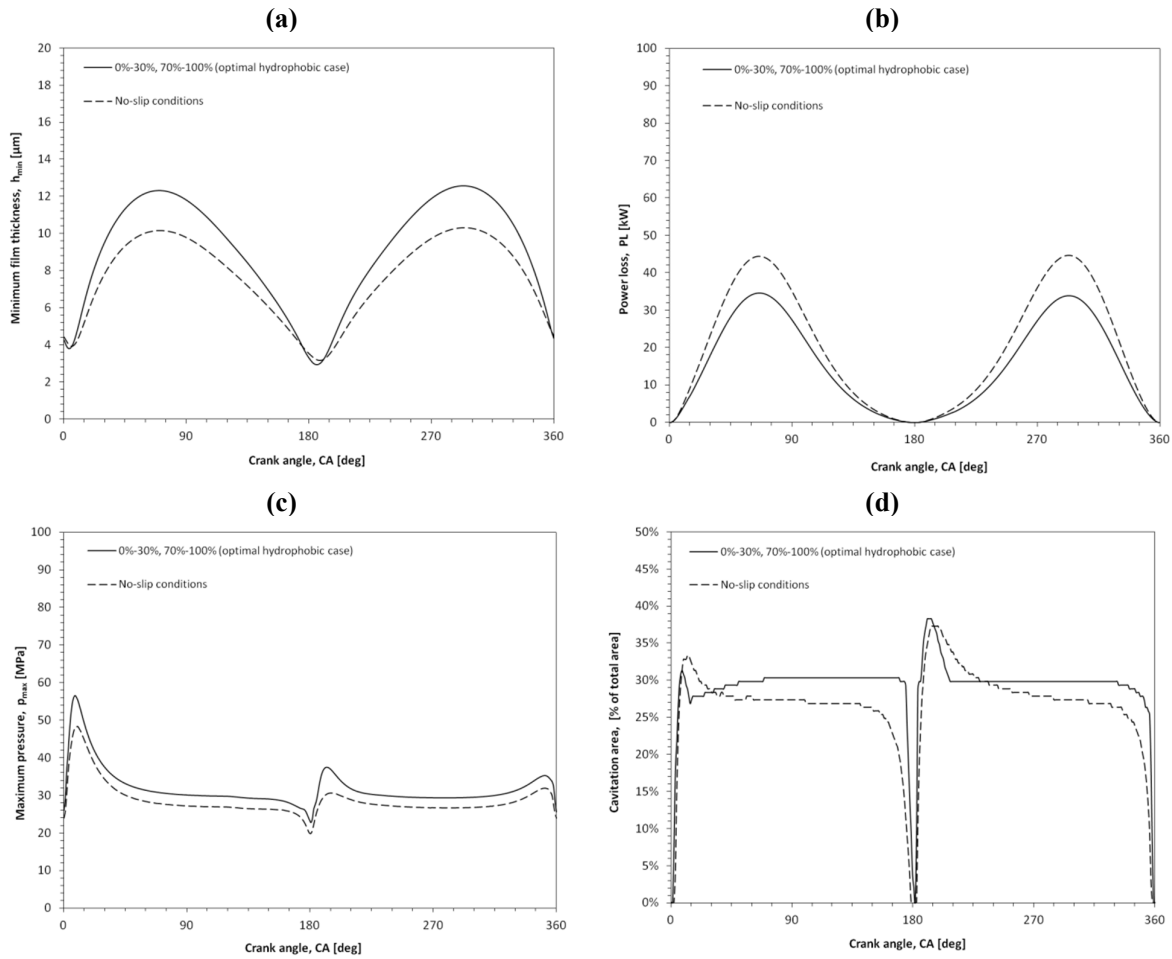 (a)
20
18
16
14
12
10
8
6
4
2
0
Minimum film thickness, hmin [μm]
0%-30%, 70%-100% (optimal hydrophobic case)
No-slip conditions
0 90 180 270 360
Crank angle, CA [deg]
(b)
100
90
80
70
60
50
40
30
20
10
0
Power loss, PL [kW]
0%-30%, 70%-100% (optimal hydrophobic case)
No-slip conditions
0 90 180 270 360
Crank angle, CA [deg]
(c)
100
90
80
70
60
50
40
30
20
10
0
Maximum pressure, pmax [MPa]
0%-30%, 70%-100% (optimal hydrophobic case)
No-slip conditions
0 90 180 270 360
Crank angle, CA [deg]
(d)
50%
45%
40%
35%
30%
25%
20%
15%
10%
5%
0%
Cavitation area, [% of total area]
0%-30%, 70%-100% (optimal hydrophobic case)
No-slip conditions
0 90 180 270 360
Crank angle, CA [deg]